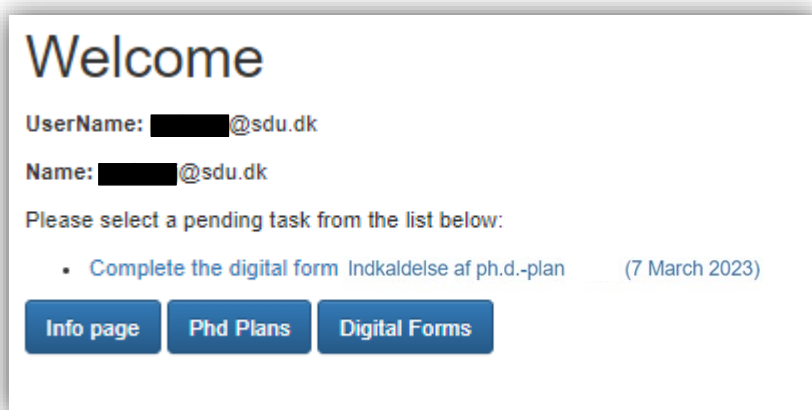 Welcome
UserName: @sdu.dk
Name: @sdu.dk
Please select a pending task from the list below:
• Complete the digital form Indkaldelse af ph.d.-plan (7 March 2023)
Info page Phd Plans Digital Forms